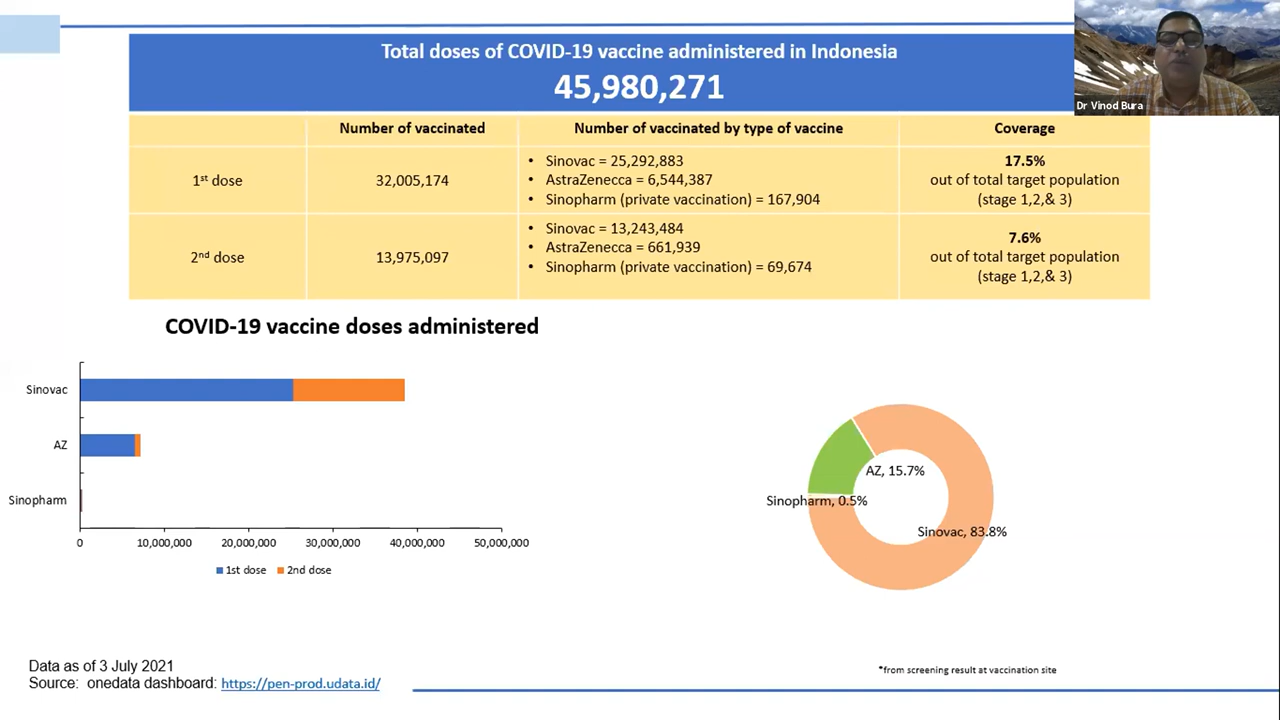 Total doses of COVID-19 vaccine administered in Indonesia
45,980,271
Dr Vinod Bura
Number of vaccinated
Number of vaccinated by type of vaccine
Coverage
1st dose
32,005,174
• Sinovac = 25,292,883
• AstraZenecca = 6,544,387
• Sinopharm (private vaccination) = 167,904
17.5%
out of total target population
(stage 1,2,& 3)
2nd dose
13,975,097
• Sinovac = 13,243,484
• AstraZenecca = 661,939
• Sinopharm (private vaccination) = 69,674
7.6%
out of total target population
(stage 1,2,& 3)
COVID-19 vaccine doses administered
Sinovac
AZ
Sinopharm
0
10,000,000
20,000,000
30,000,000
40,000,000
50,000,000
1st dose
2nd dose
AZ, 15.7%
Sinopharm, 0.5%
Sinovac, 83.8%
Data as of 3 July 2021
Source: onedata dashboard: https://pen-prod.udata.id/
*from screening result at vaccination site